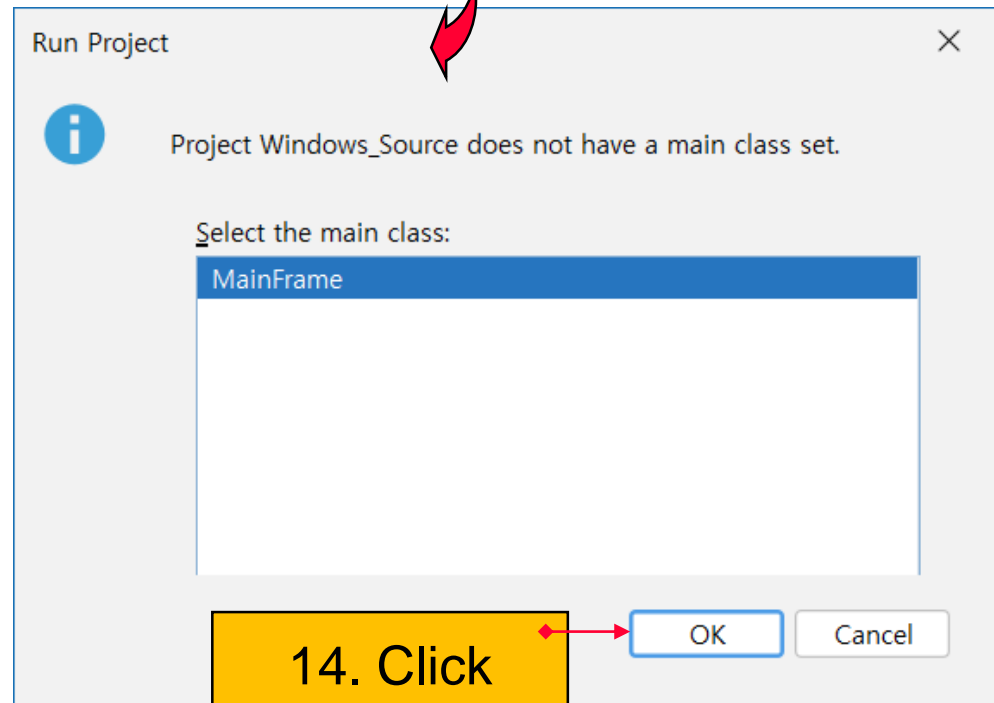 Run Project
Project Windows_Source does not have a main class set.
Select the main class:
MainFrame
OK
Cancel
14. Click